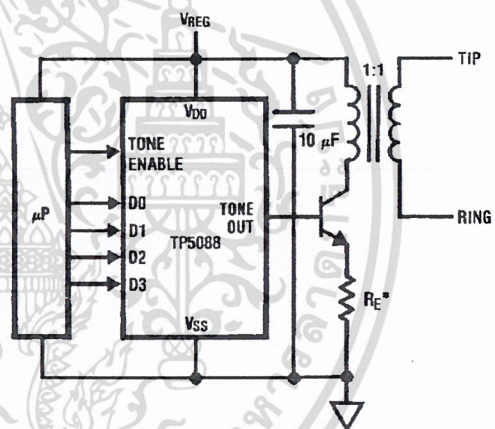 VREG
1:1
TIP
VDD
10 μF
TONE
ENABLE
μP
D0
TONE
OUT
D1
TP5088
RING
D2
D3
RE*
VSS